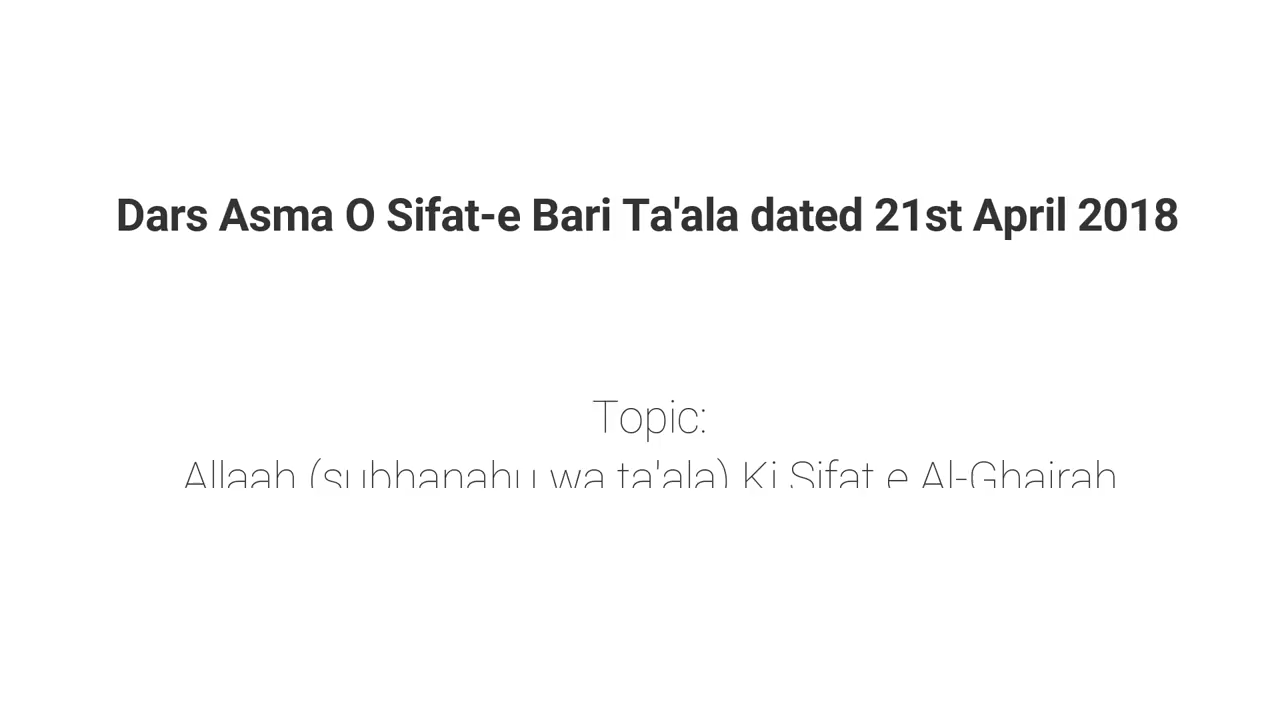 Dars Asma O Sifat-e Bari Ta'ala dated 21st April 2018
Topic:
Allaah (subhanahu wa ta'ala) Ki Sifat e Al-Ghairah